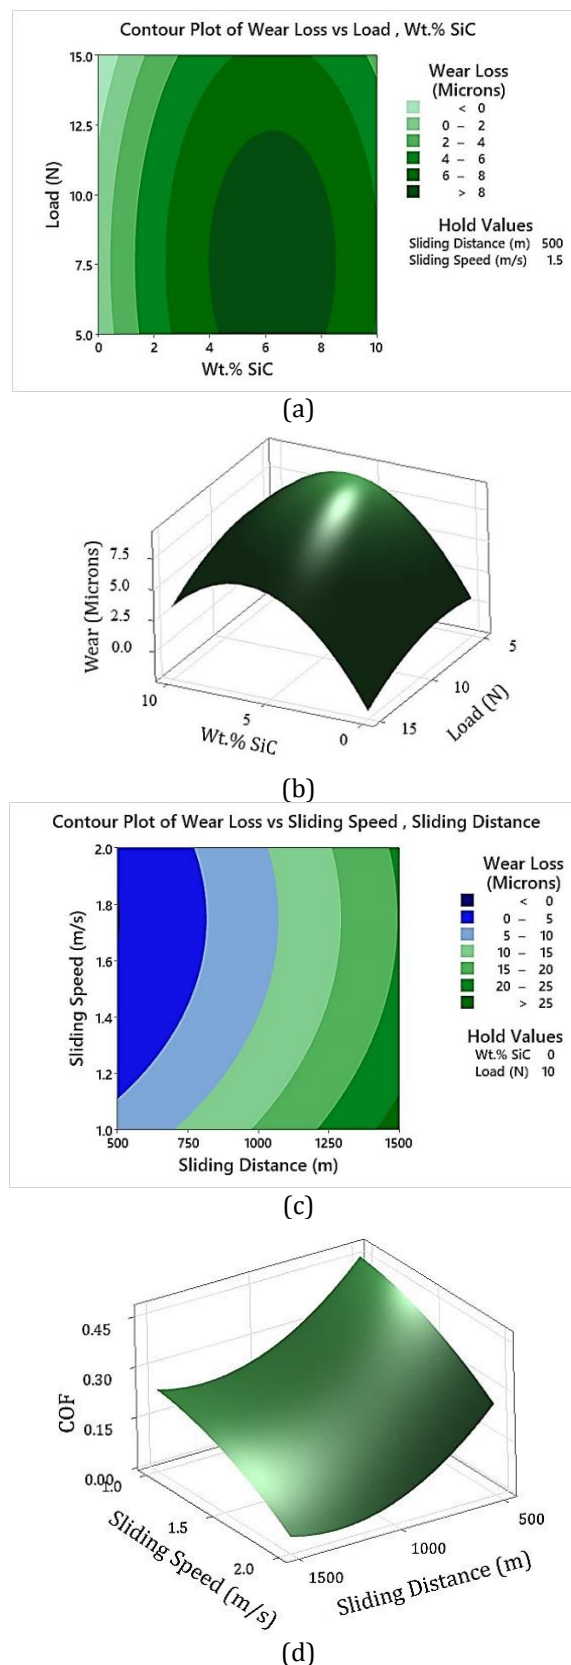 Contour Plot of Wear Loss vs Load , Wt.% SiC
15.0
12.5
10.0
7.5
5.0
Load (N)
0 2 4 6 8 10
Wt.% SiC
Wear Loss
(Microns)
< 0
0 – 2
2 – 4
4 – 6
6 – 8
> 8
Hold Values
Sliding Distance (m) 500
Sliding Speed (m/s) 1.5
(a)
Wear (Microns)
7.5
5.0
2.5
0.0
10
5
0
Wt.% SiC
5
10
15
Load (N)
(b)
Contour Plot of Wear Loss vs Sliding Speed , Sliding Distance
2.0
1.8
1.6
1.4
1.2
1.0
Sliding Speed (m/s)
500 750 1000 1250 1500
Sliding Distance (m)
Wear Loss
(Microns)
< 0
0 – 5
5 – 10
10 – 15
15 – 20
20 – 25
> 25
Hold Values
Wt.% SiC 0
Load (N) 10
(c)
COF
0.45
0.30
0.15
0.00
1.0
1.5
2.0
Sliding Speed (m/s)
500
1000
1500
Sliding Distance (m)
(d)